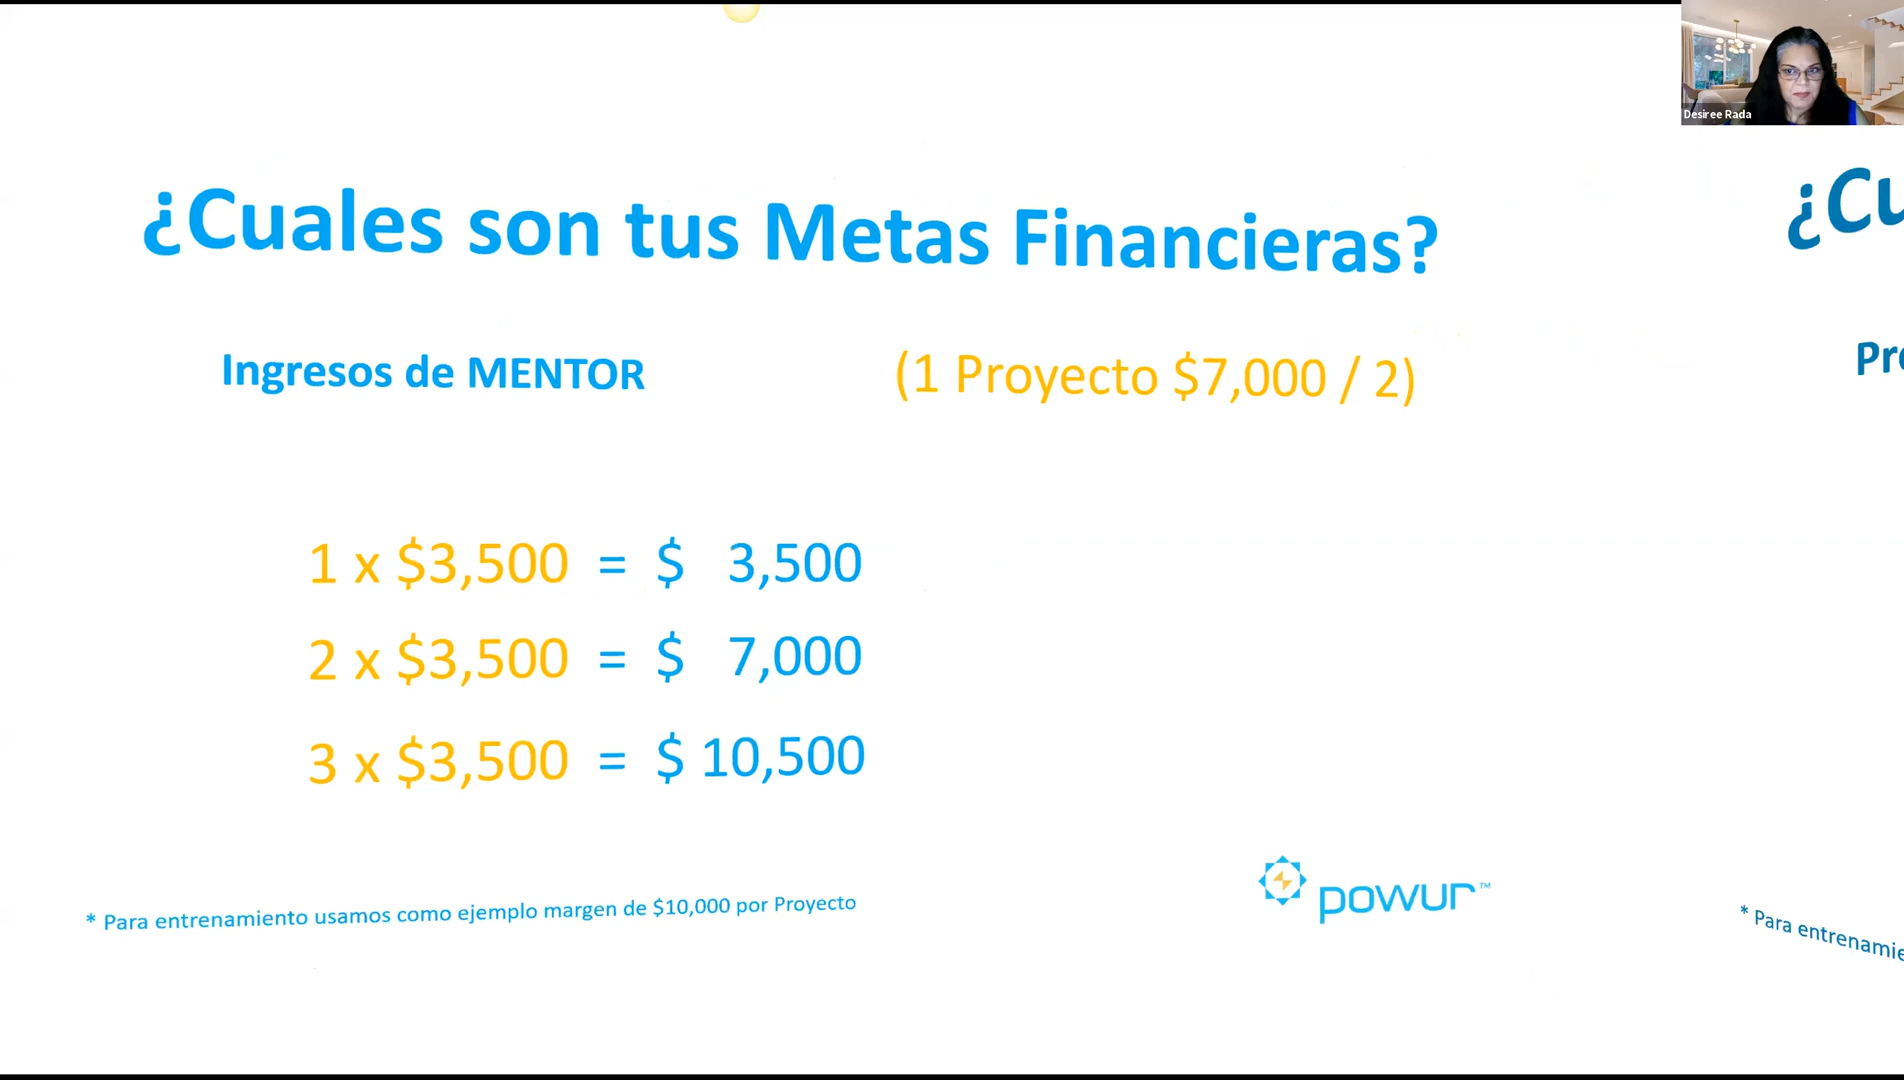 Desiree Rada
¿Cuales son tus Metas Financieras?
¿Cu
Ingresos de MENTOR
(1 Proyecto $7,000 / 2)
Pro
1 x $3,500 = $ 3,500
2 x $3,500 = $ 7,000
3 x $3,500 = $ 10,500
powur™
* Para entrenamiento usamos como ejemplo margen de $10,000 por Proyecto
* Para entrenamie